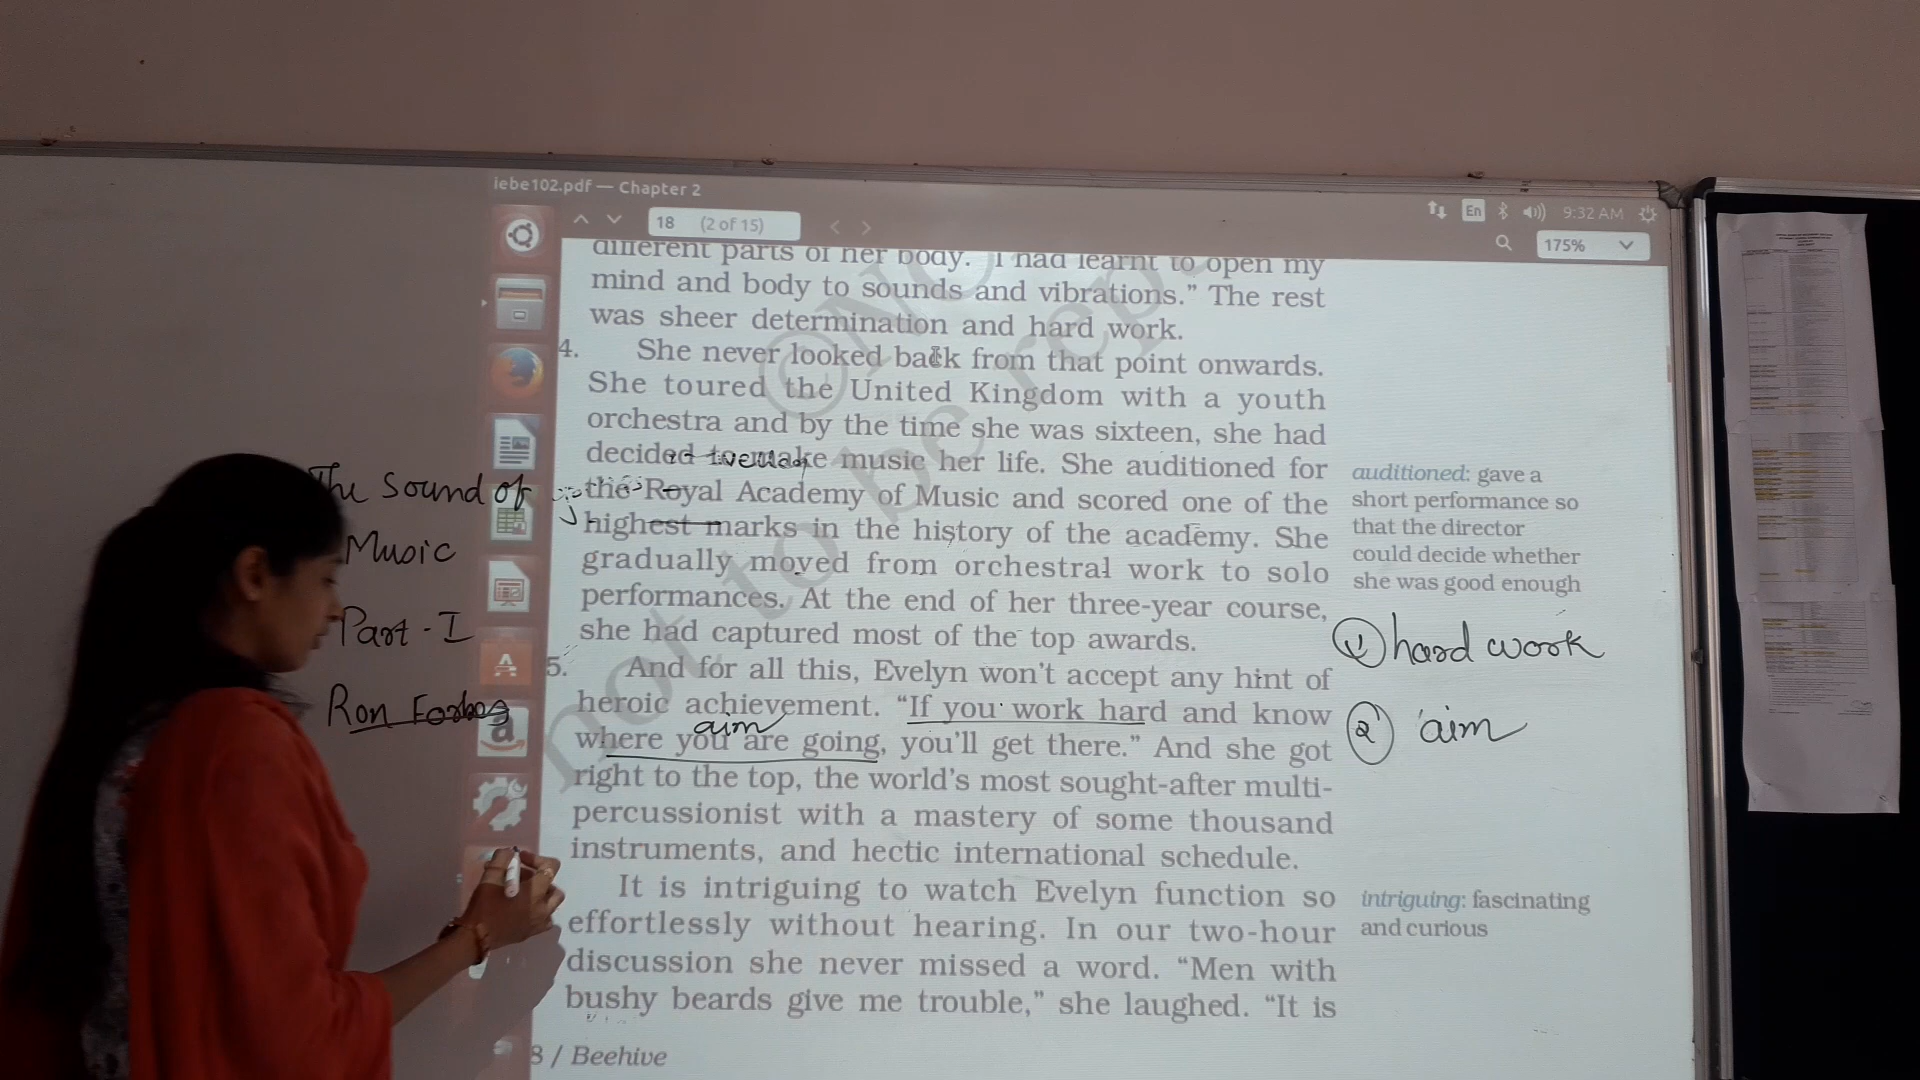 iebe102.pdf — Chapter 2
18 (2 of 15)
En
9:32 AM
175%
different parts of her body. "I had learnt to open my
mind and body to sounds and vibrations." The rest
was sheer determination and hard work.
4. She never looked back from that point onwards.
She toured the United Kingdom with a youth
orchestra and by the time she was sixteen, she had
decided to make music her life. She auditioned for
the Royal Academy of Music and scored one of the
highest marks in the history of the academy. She
gradually moved from orchestral work to solo
performances. At the end of her three-year course,
she had captured most of the top awards.
5. And for all this, Evelyn won't accept any hint of
heroic achievement. "If you work hard and know
aim
where you are going, you'll get there." And she got
right to the top, the world's most sought-after multi-
percussionist with a mastery of some thousand
instruments, and hectic international schedule.
It is intriguing to watch Evelyn function so
effortlessly without hearing. In our two-hour
discussion she never missed a word. "Men with
bushy beards give me trouble," she laughed. "It is
8 / Beehive
auditioned: gave a
short performance so
that the director
could decide whether
she was good enough
① hard work
② aim
intriguing: fascinating
and curious
The Sound of
Music
Part - I
Ron Forbes
©NC
not to be rep